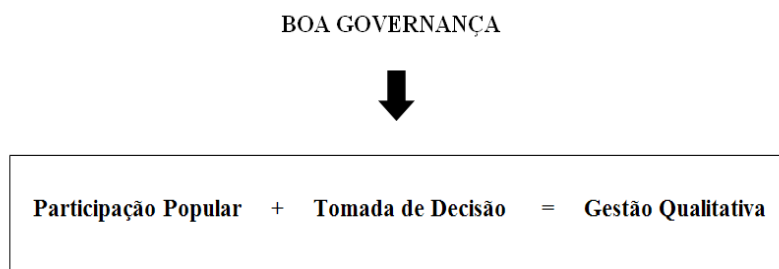 BOA GOVERNANÇA
Participação Popular + Tomada de Decisão = Gestão Qualitativa